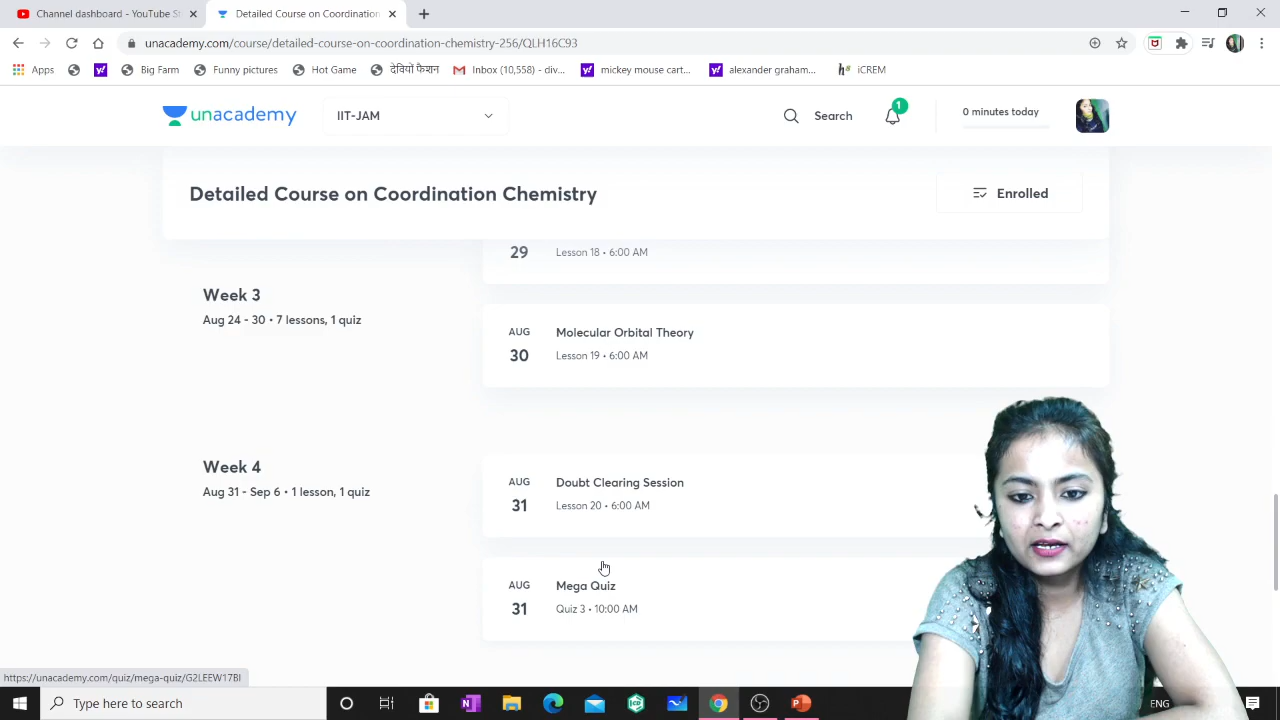 Channel dashboard - YouTube S
Detailed Course on Coordination
unacademy.com/course/detailed-course-on-coordination-chemistry-256/QLH16C93
Apps
Big Farm
Funny pictures
Hot Game
देवियो फैशन
Inbox (10,558) - div...
mickey mouse cart...
alexander graham...
iCREM
unacademy
IIT-JAM
Search
1
0 minutes today
Detailed Course on Coordination Chemistry
Enrolled
29
Lesson 18 • 6:00 AM
Week 3
Aug 24 - 30 • 7 lessons, 1 quiz
AUG
30
Molecular Orbital Theory
Lesson 19 • 6:00 AM
Week 4
Aug 31 - Sep 6 • 1 lesson, 1 quiz
AUG
31
Doubt Clearing Session
Lesson 20 • 6:00 AM
AUG
31
Mega Quiz
Quiz 3 • 10:00 AM
https://unacademy.com/quiz/mega-quiz/G2LEEW17BI
Type here to search
ENG